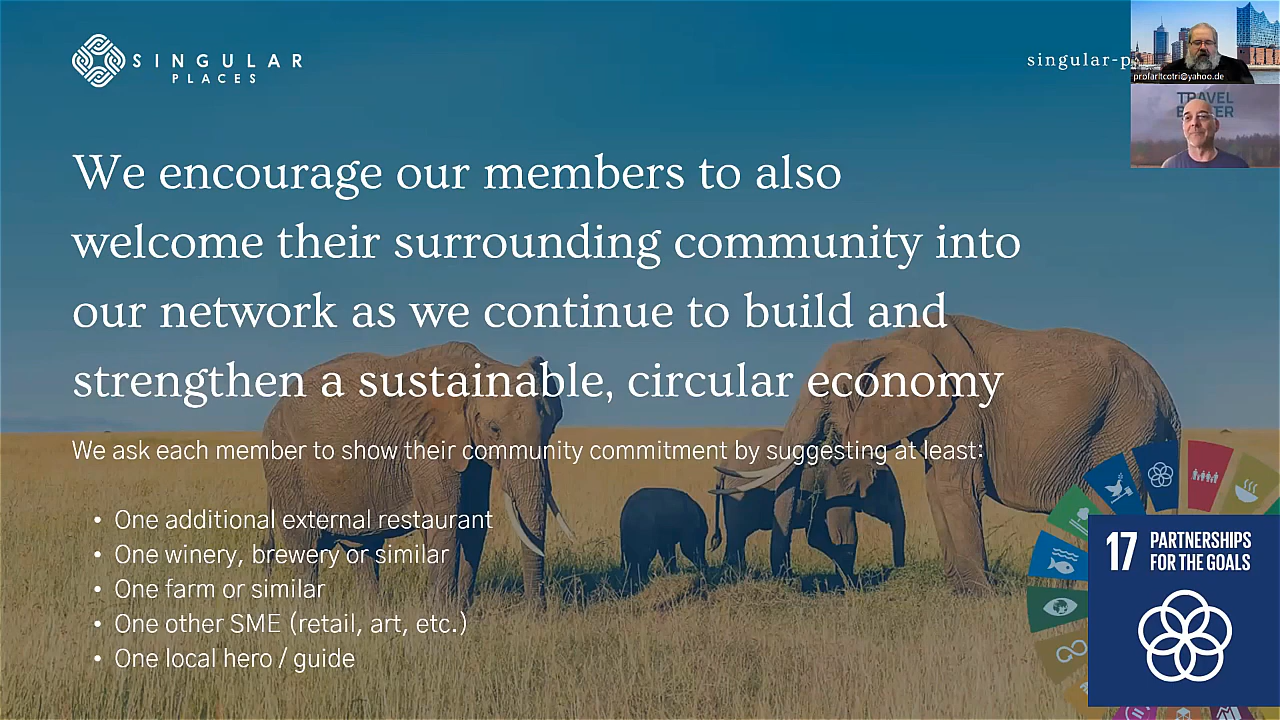 SINGULAR
PLACES
singular-p
profarltcotri@yahoo.de
TRAVEL
We encourage our members to also
welcome their surrounding community into
our network as we continue to build and
strengthen a sustainable, circular economy
We ask each member to show their community commitment by suggesting at least:
• One additional external restaurant
• One winery, brewery or similar
• One farm or similar
• One other SME (retail, art, etc.)
• One local hero / guide
17 PARTNERSHIPS
FOR THE GOALS